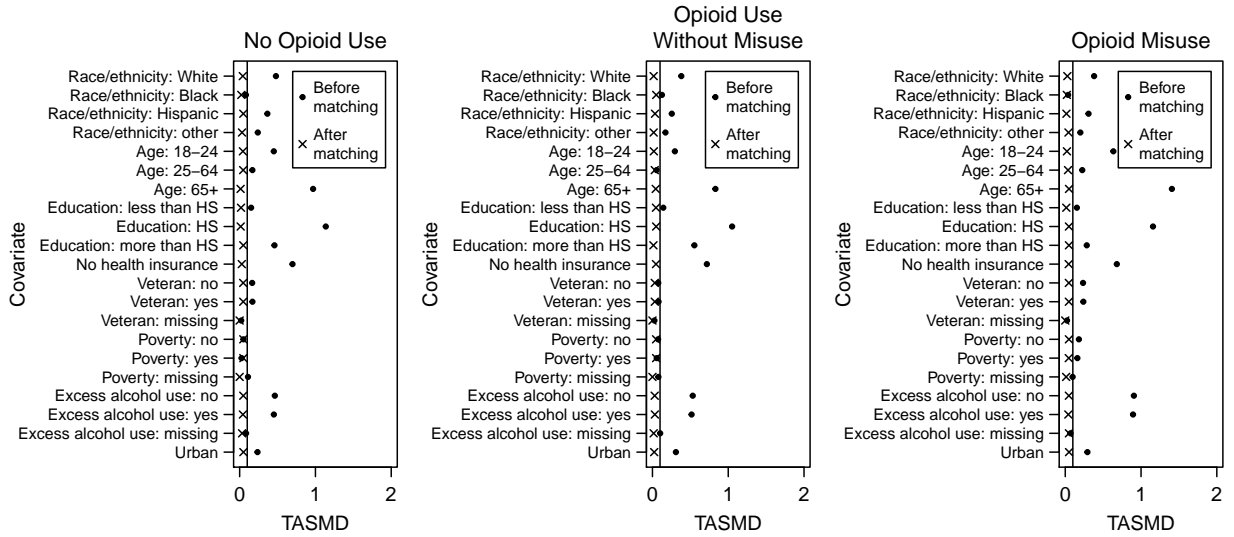 No Opioid Use
Covariate
Race/ethnicity: White
Race/ethnicity: Black
Race/ethnicity: Hispanic
Race/ethnicity: other
Age: 18–24
Age: 25–64
Age: 65+
Education: less than HS
Education: HS
Education: more than HS
No health insurance
Veteran: no
Veteran: yes
Veteran: missing
Poverty: no
Poverty: yes
Poverty: missing
Excess alcohol use: no
Excess alcohol use: yes
Excess alcohol use: missing
Urban
Before
matching
After
matching
0 1 2
TASMD
Opioid Use
Without Misuse
Covariate
Race/ethnicity: White
Race/ethnicity: Black
Race/ethnicity: Hispanic
Race/ethnicity: other
Age: 18–24
Age: 25–64
Age: 65+
Education: less than HS
Education: HS
Education: more than HS
No health insurance
Veteran: no
Veteran: yes
Veteran: missing
Poverty: no
Poverty: yes
Poverty: missing
Excess alcohol use: no
Excess alcohol use: yes
Excess alcohol use: missing
Urban
Before
matching
After
matching
0 1 2
TASMD
Opioid Misuse
Covariate
Race/ethnicity: White
Race/ethnicity: Black
Race/ethnicity: Hispanic
Race/ethnicity: other
Age: 18–24
Age: 25–64
Age: 65+
Education: less than HS
Education: HS
Education: more than HS
No health insurance
Veteran: no
Veteran: yes
Veteran: missing
Poverty: no
Poverty: yes
Poverty: missing
Excess alcohol use: no
Excess alcohol use: yes
Excess alcohol use: missing
Urban
Before
matching
After
matching
0 1 2
TASMD